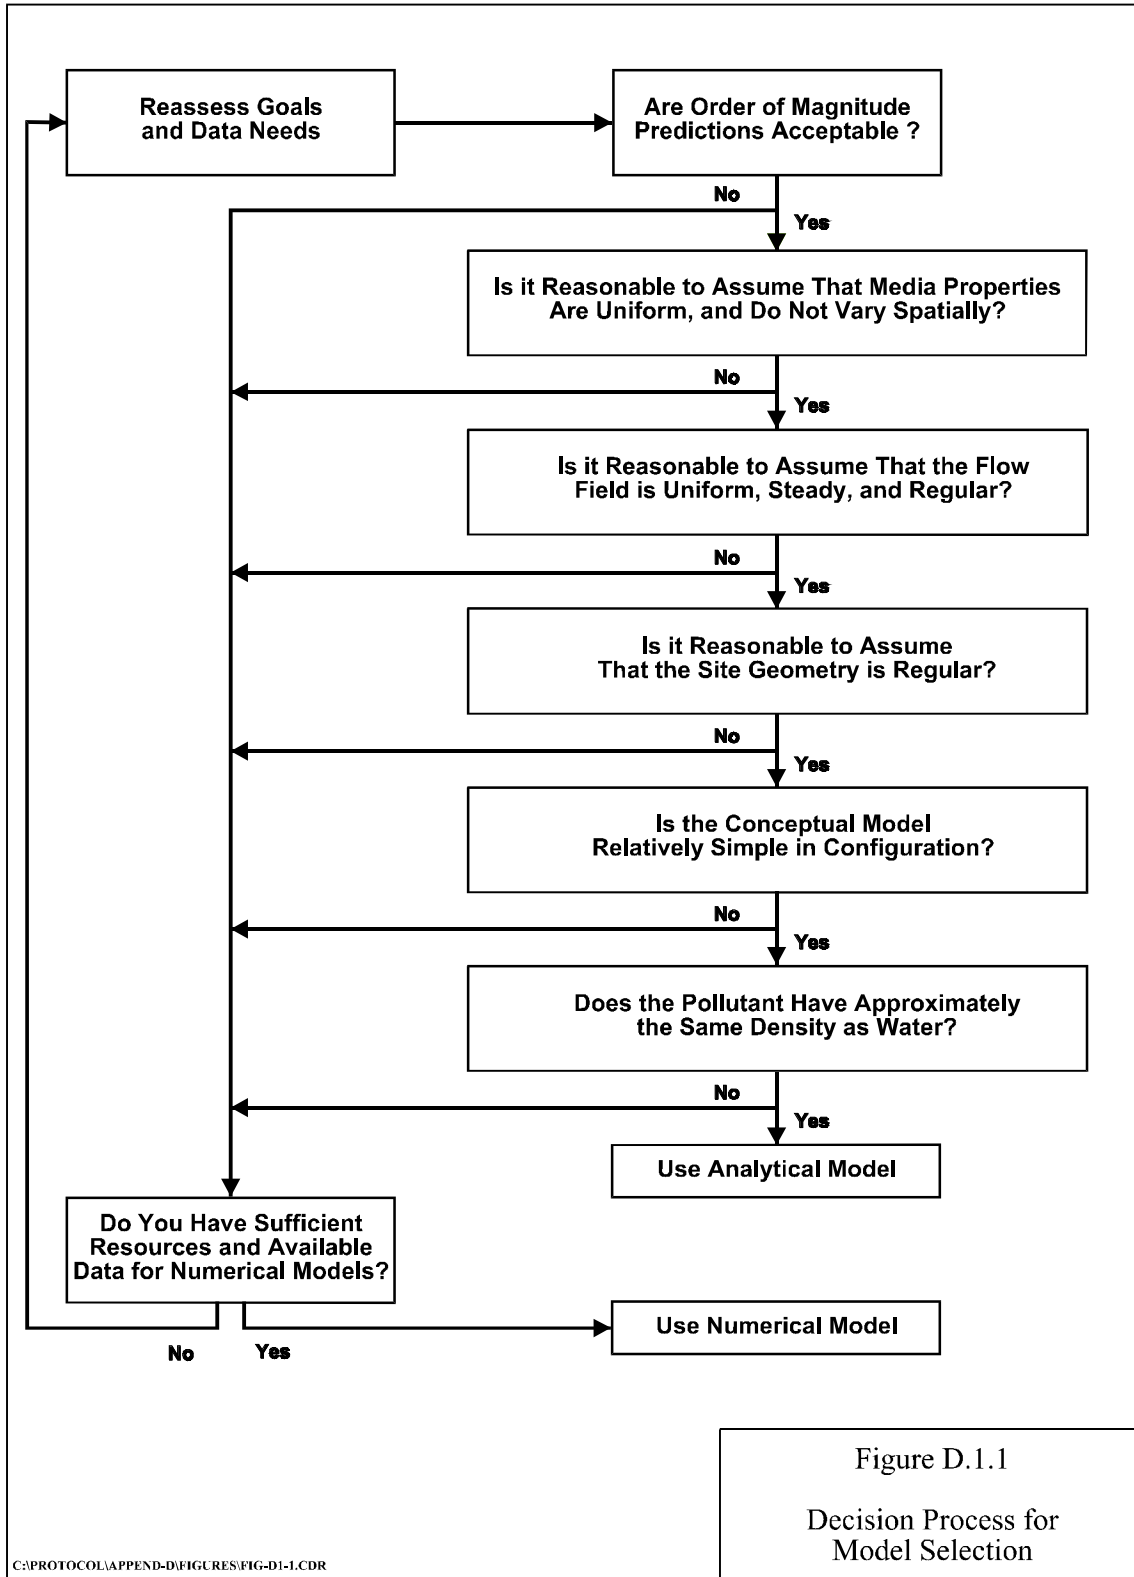 Reassess Goals
and Data Needs
Are Order of Magnitude
Predictions Acceptable ?
No
Yes
Is it Reasonable to Assume That Media Properties
Are Uniform, and Do Not Vary Spatially?
No
Yes
Is it Reasonable to Assume That the Flow
Field is Uniform, Steady, and Regular?
No
Yes
Is it Reasonable to Assume
That the Site Geometry is Regular?
No
Yes
Is the Conceptual Model
Relatively Simple in Configuration?
No
Yes
Does the Pollutant Have Approximately
the Same Density as Water?
No
Yes
Use Analytical Model
Do You Have Sufficient
Resources and Available
Data for Numerical Models?
No
Yes
Use Numerical Model
Figure D.1.1
Decision Process for
Model Selection
C:\PROTOCOL\APPEND-D\FIGURES\FIG-D1-1.CDR